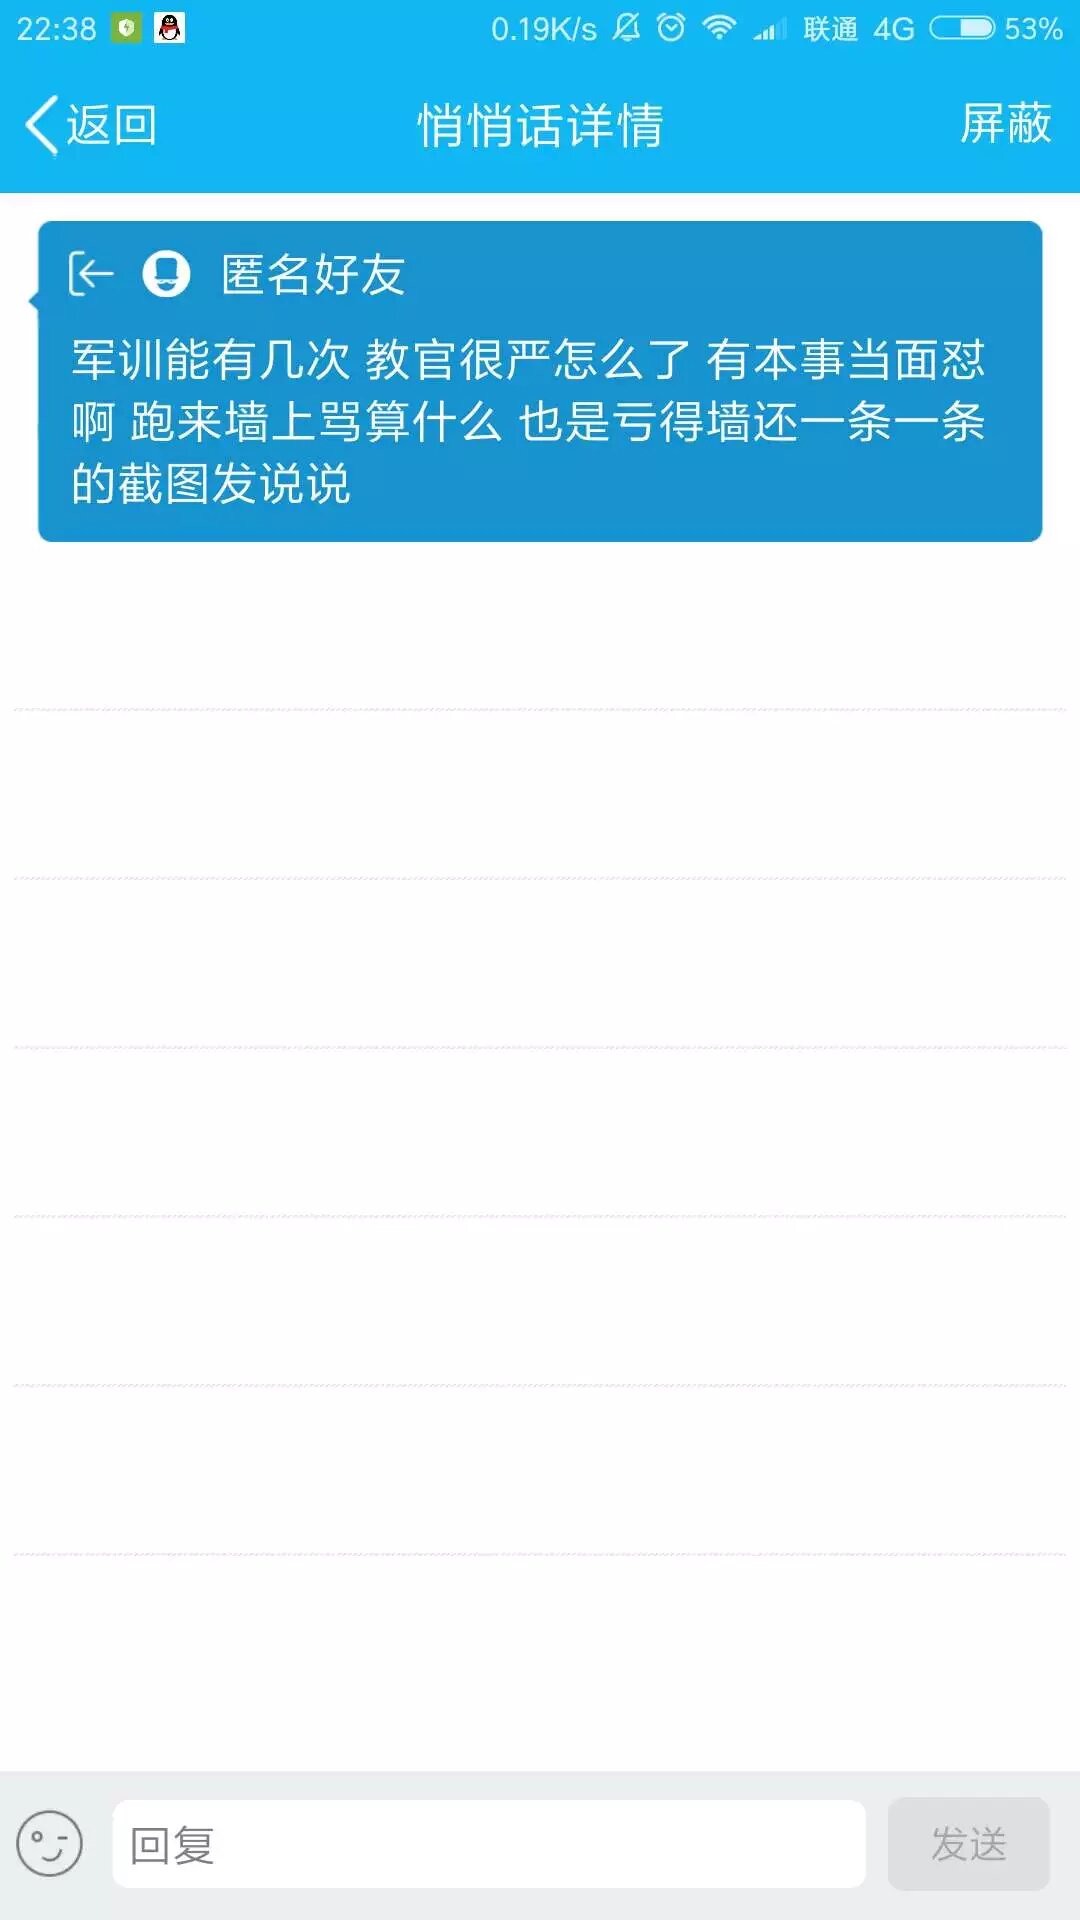 22:38 0.19K/s 联通 4G 53%
返回 悄悄话详情 屏蔽
匿名好友
军训能有几次 教官很严怎么了 有本事当面怼
啊 跑来墙上骂算什么 也是亏得墙还一条一条
的截图发说说
回复 发送